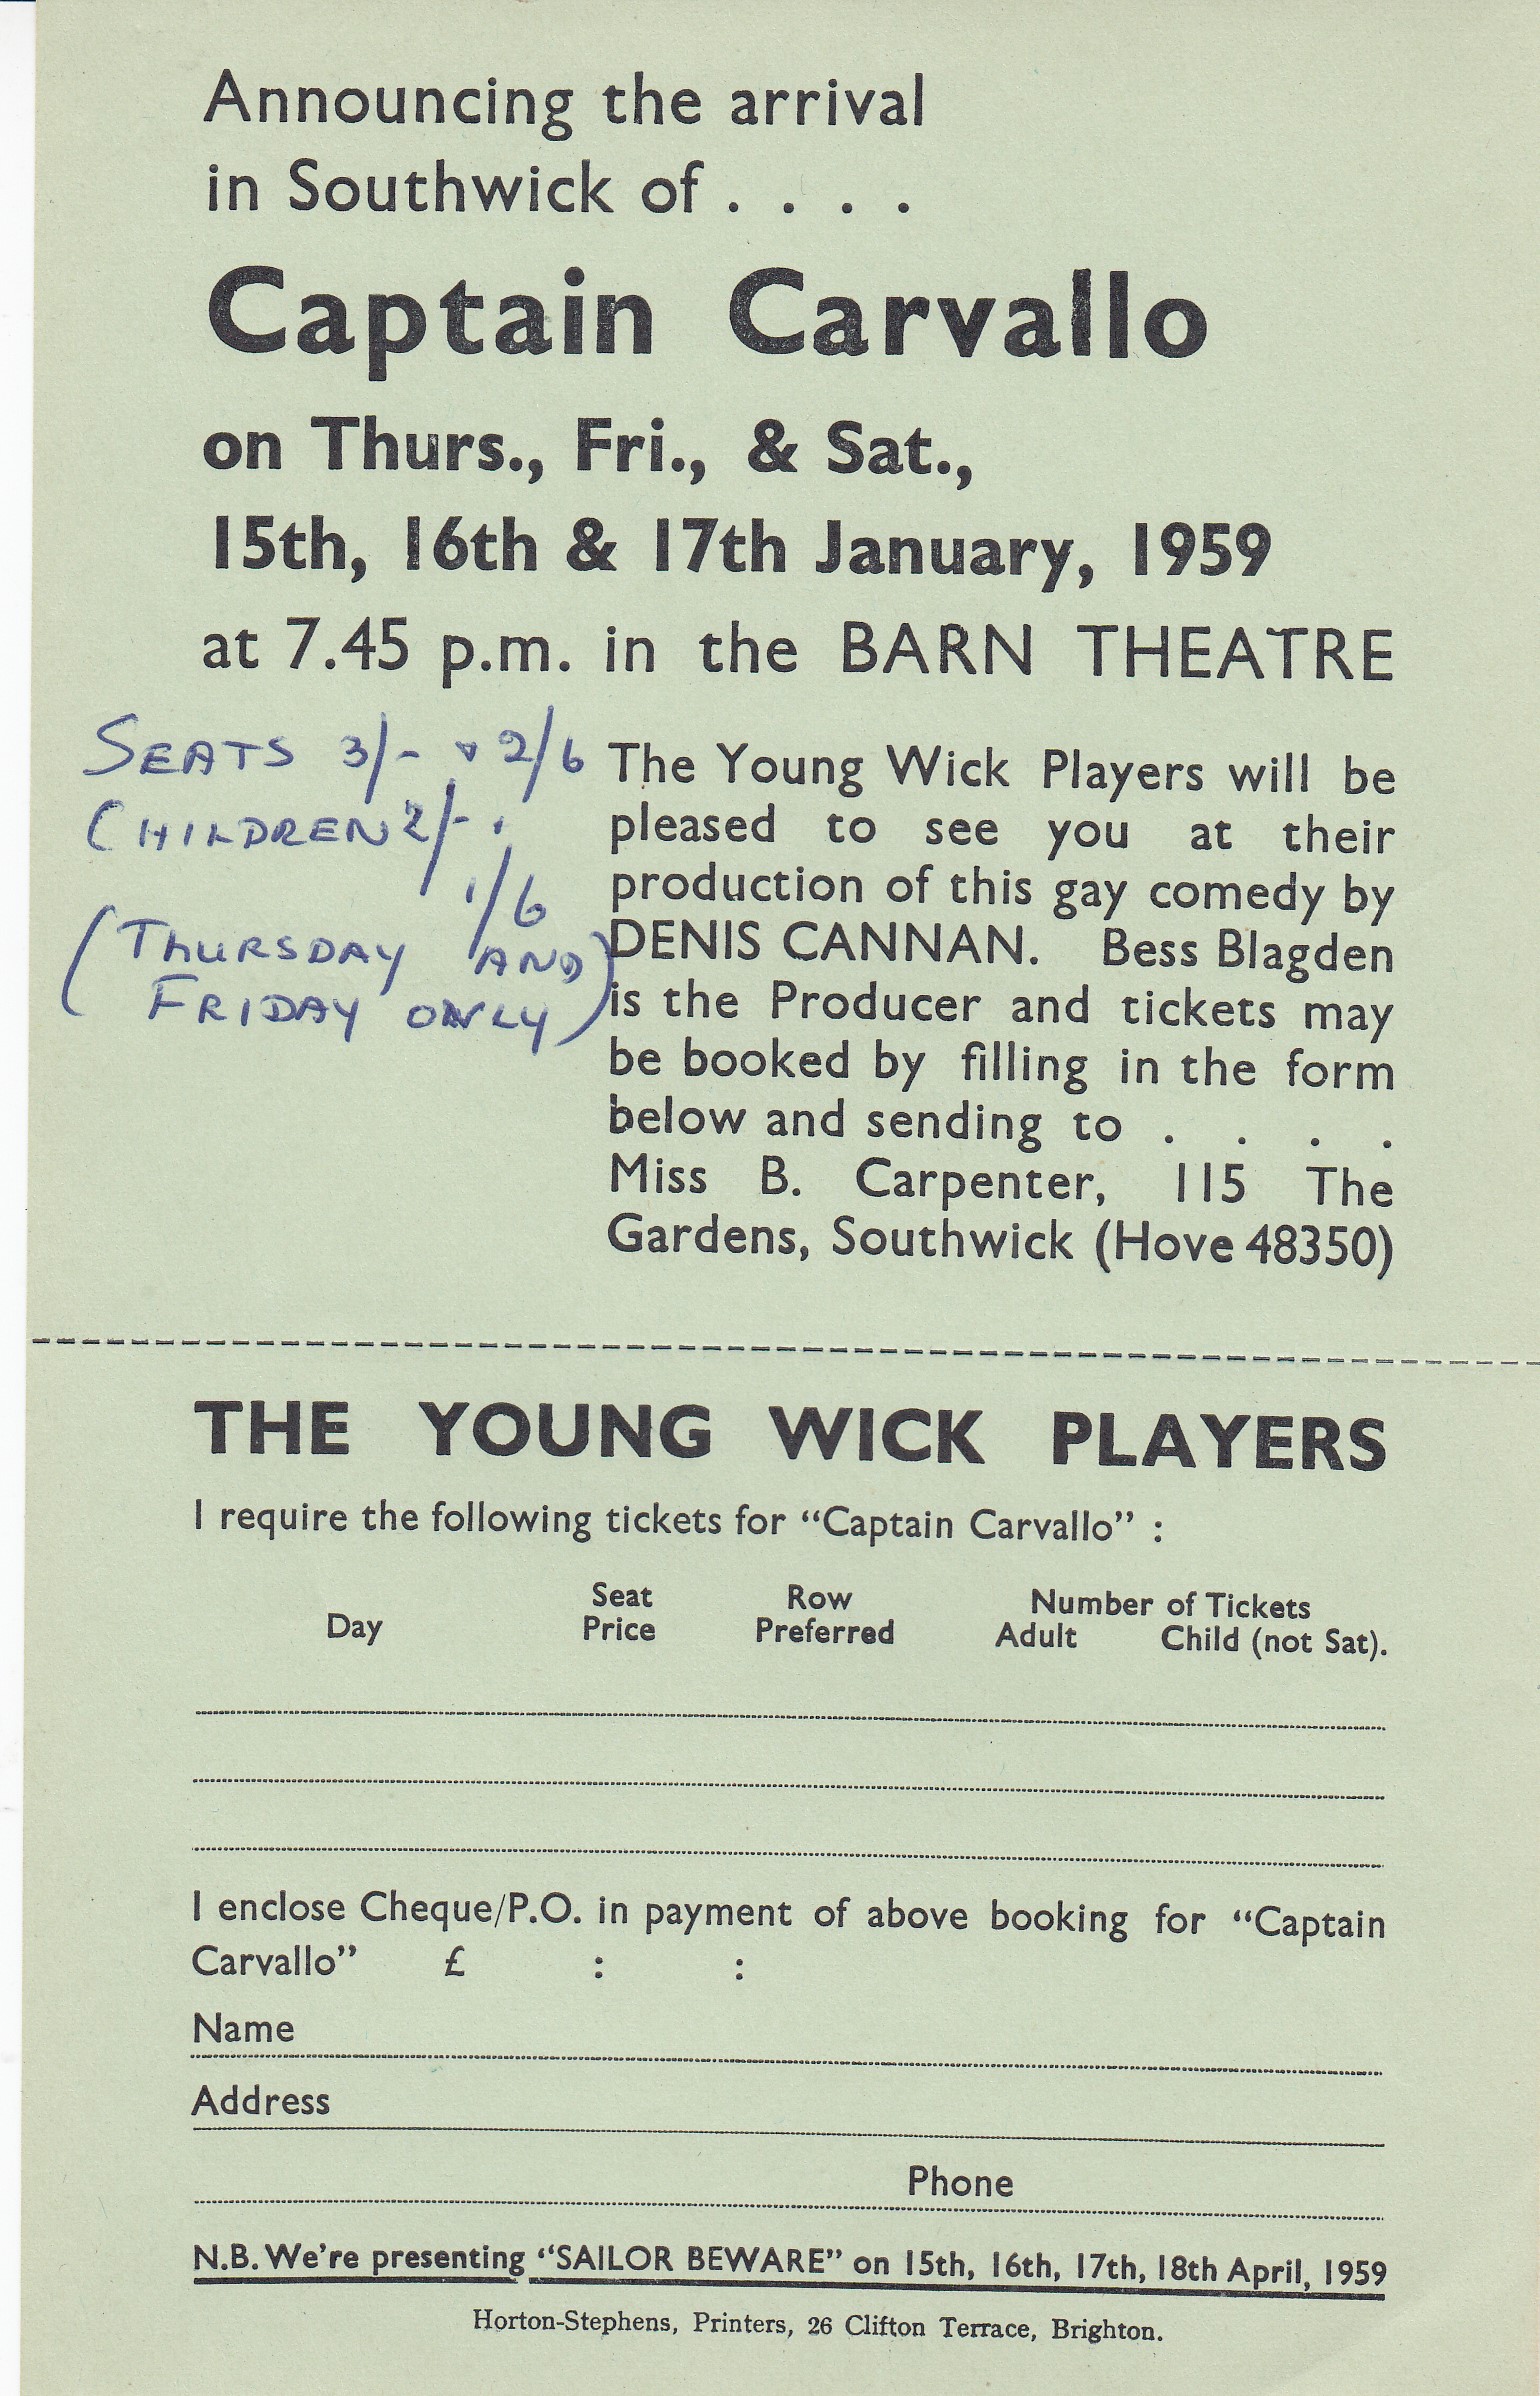 Announcing the arrival
in Southwick of . . . .
Captain Carvallo
on Thurs., Fri., & Sat.,
15th, 16th & 17th January, 1959
at 7.45 p.m. in the BARN THEATRE
SEATS 3/- & 2/6
CHILDREN 2/- .
1/6
(THURSDAY AND
FRIDAY ONLY)
The Young Wick Players will be
pleased to see you at their
production of this gay comedy by
DENIS CANNAN. Bess Blagden
is the Producer and tickets may
be booked by filling in the form
below and sending to . . . .
Miss B. Carpenter, 115 The
Gardens, Southwick (Hove 48350)
THE YOUNG WICK PLAYERS
I require the following tickets for "Captain Carvallo" :
Seat Row Number of Tickets
Day Price Preferred Adult Child (not Sat).
I enclose Cheque/P.O. in payment of above booking for "Captain
Carvallo" £ : :
Name
Address
Phone
N.B. We're presenting "SAILOR BEWARE" on 15th, 16th, 17th, 18th April, 1959
Horton-Stephens, Printers, 26 Clifton Terrace, Brighton.